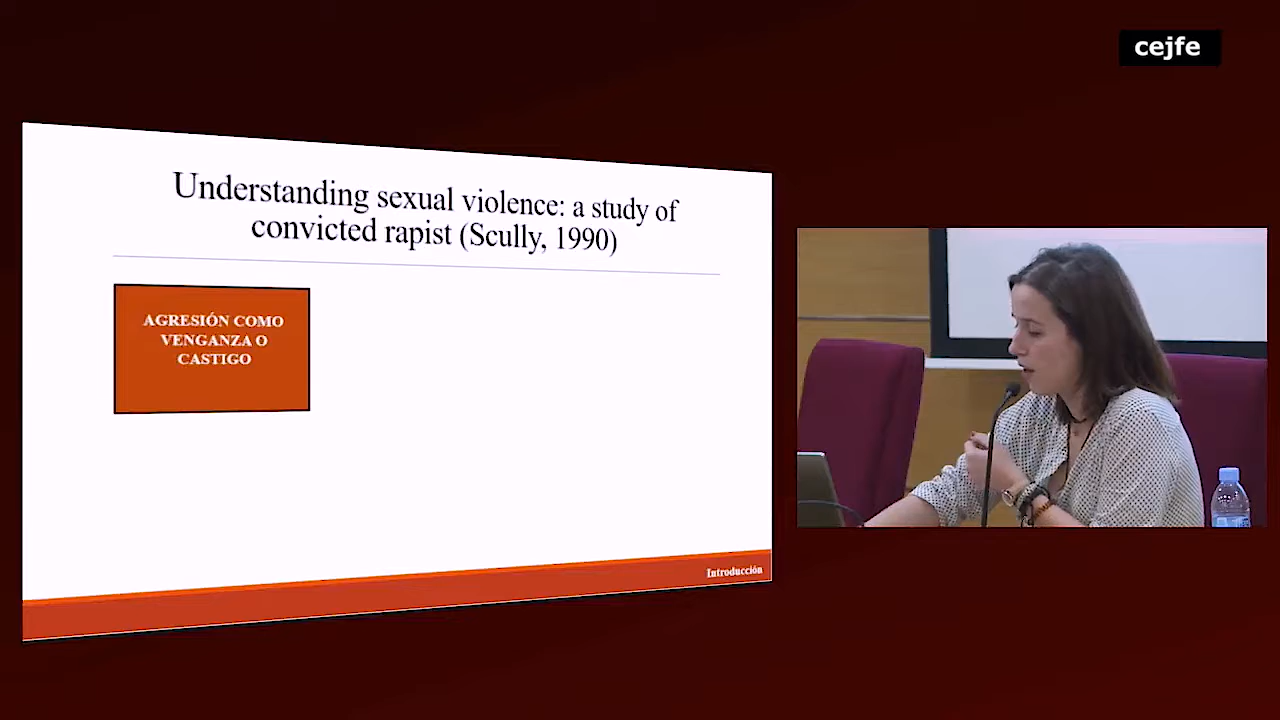 cejfe
Understanding sexual violence: a study of
convicted rapist (Scully, 1990)
AGRESIÓN COMO
VENGANZA O
CASTIGO
Introducción